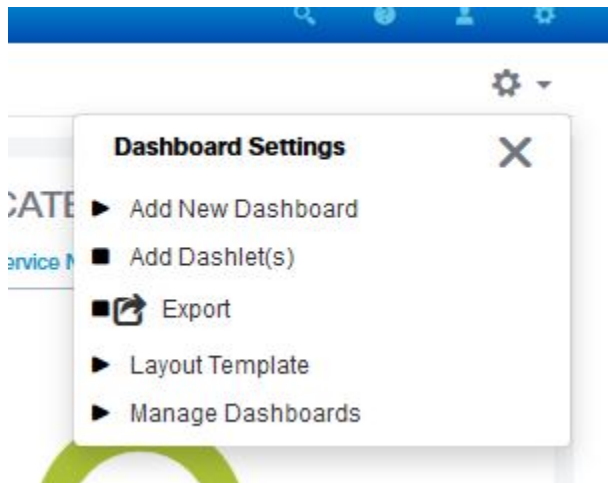 Dashboard Settings
Add New Dashboard
Add Dashlet(s)
Export
Layout Template
Manage Dashboards